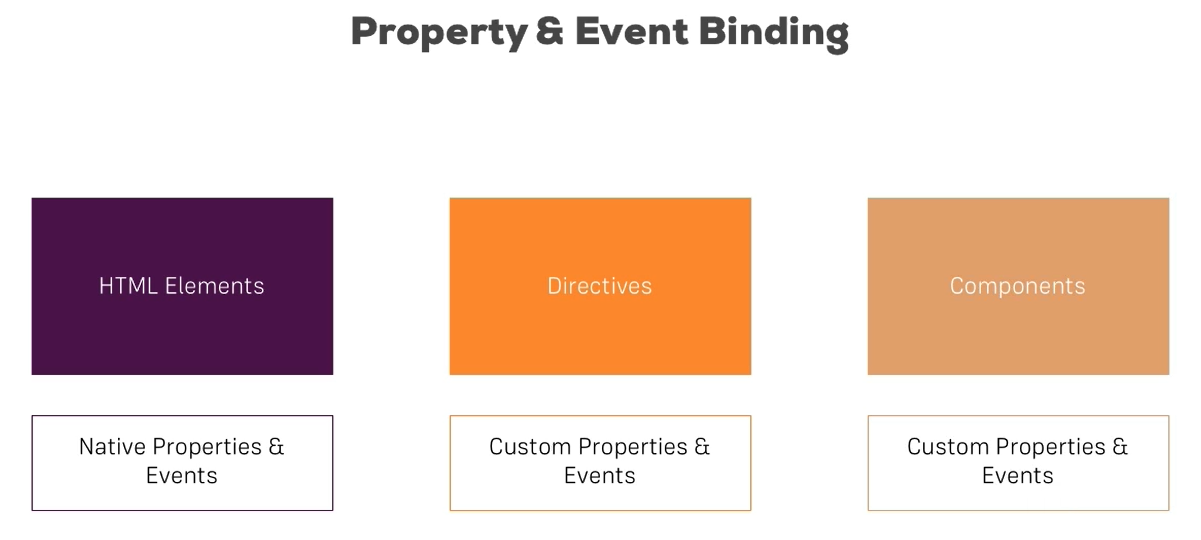 Property & Event Binding
HTML Elements
Directives
Components
Native Properties &
Events
Custom Properties &
Events
Custom Properties &
Events